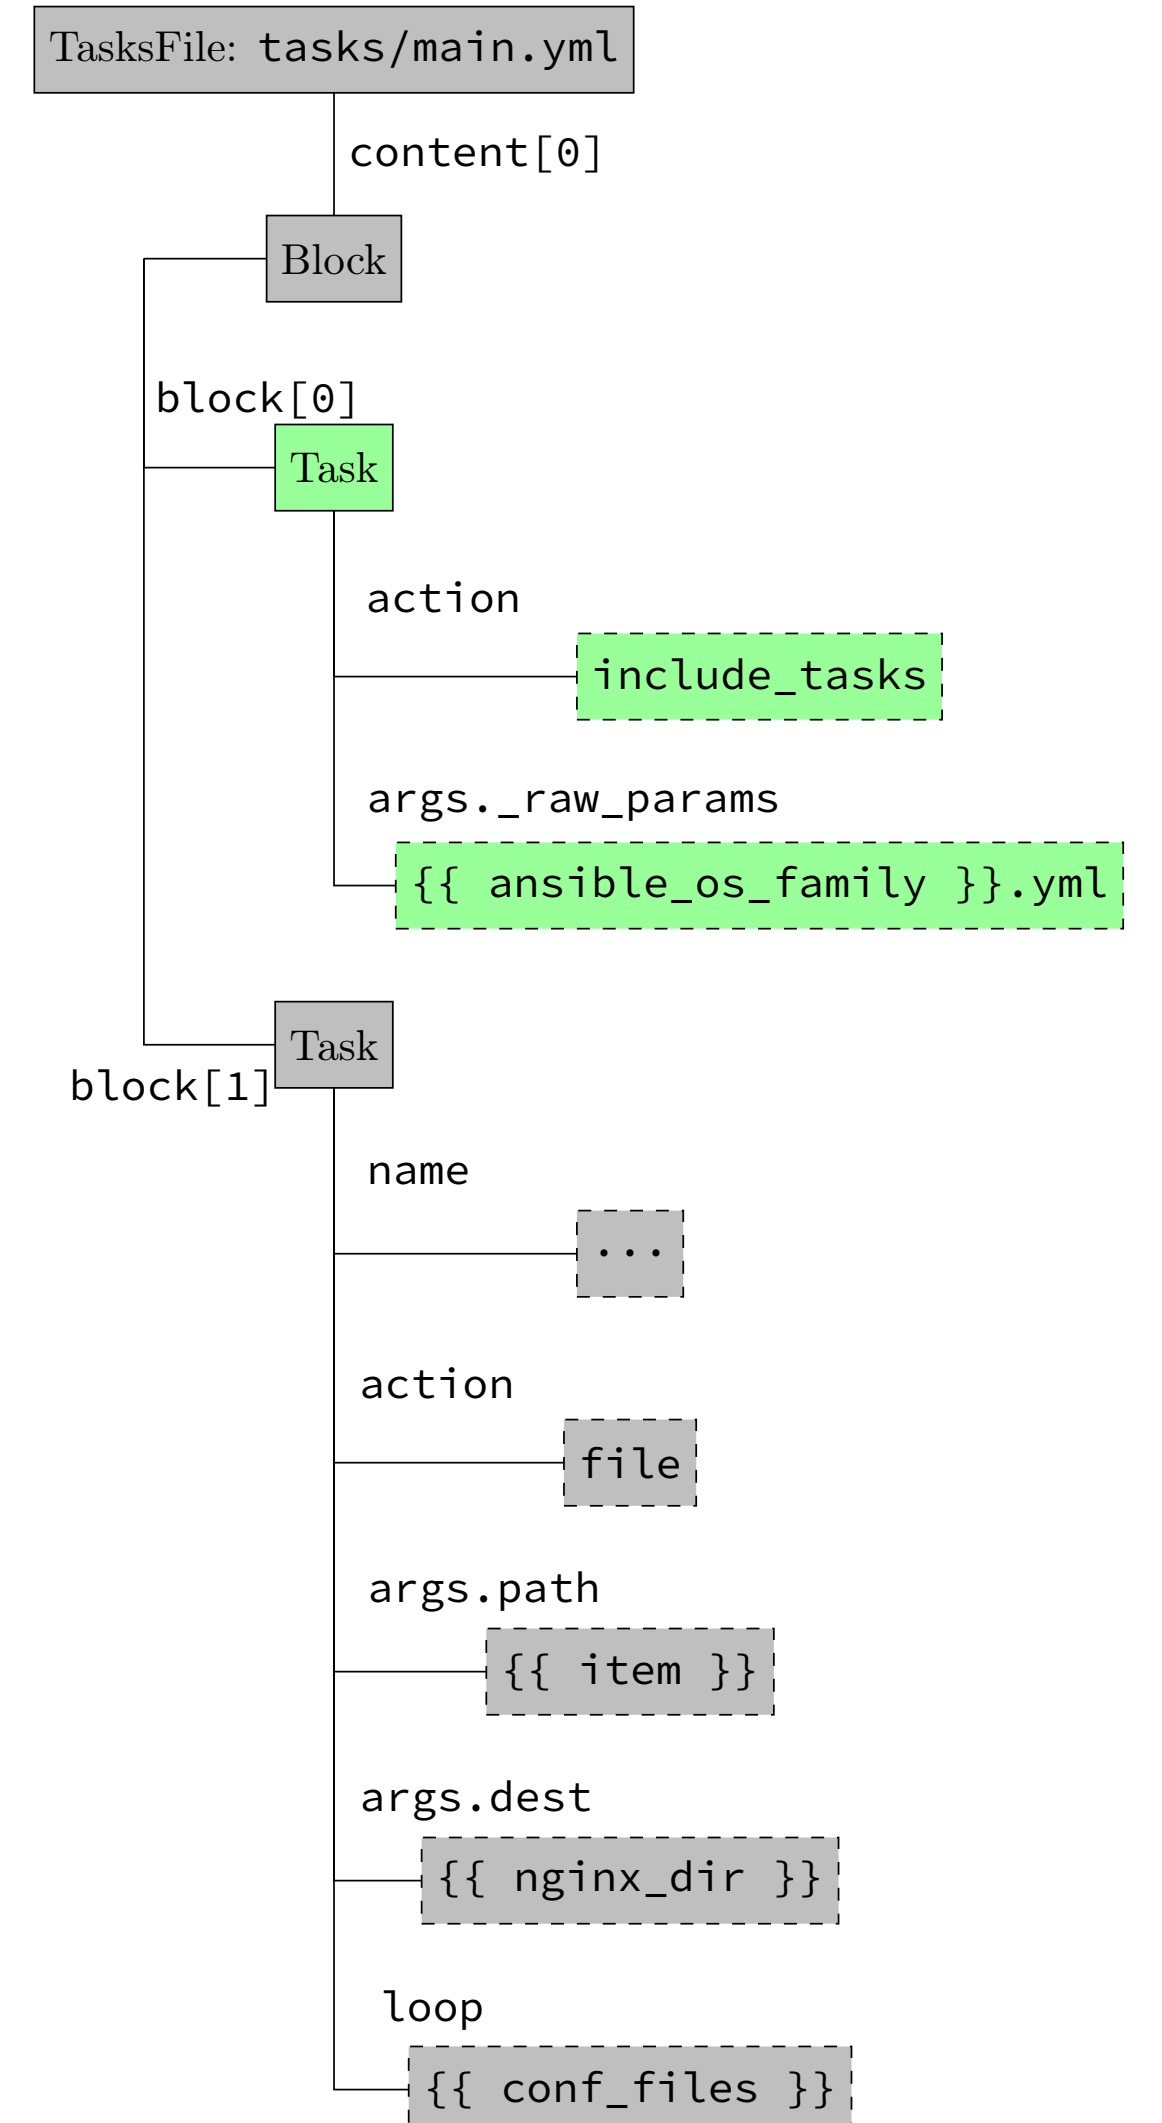 TasksFile: tasks/main.yml
content[0]
Block
block[0]
Task
action
include_tasks
args._raw_params
{{ ansible_os_family }}.yml
Task
block[1]
name
...
action
file
args.path
{{ item }}
args.dest
{{ nginx_dir }}
loop
{{ conf_files }}